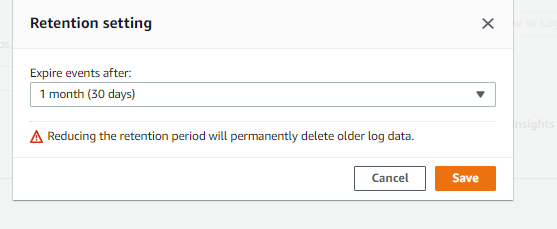 Retention setting
Expire events after:
1 month (30 days)
Reducing the retention period will permanently delete older log data.
Cancel
Save
Insights